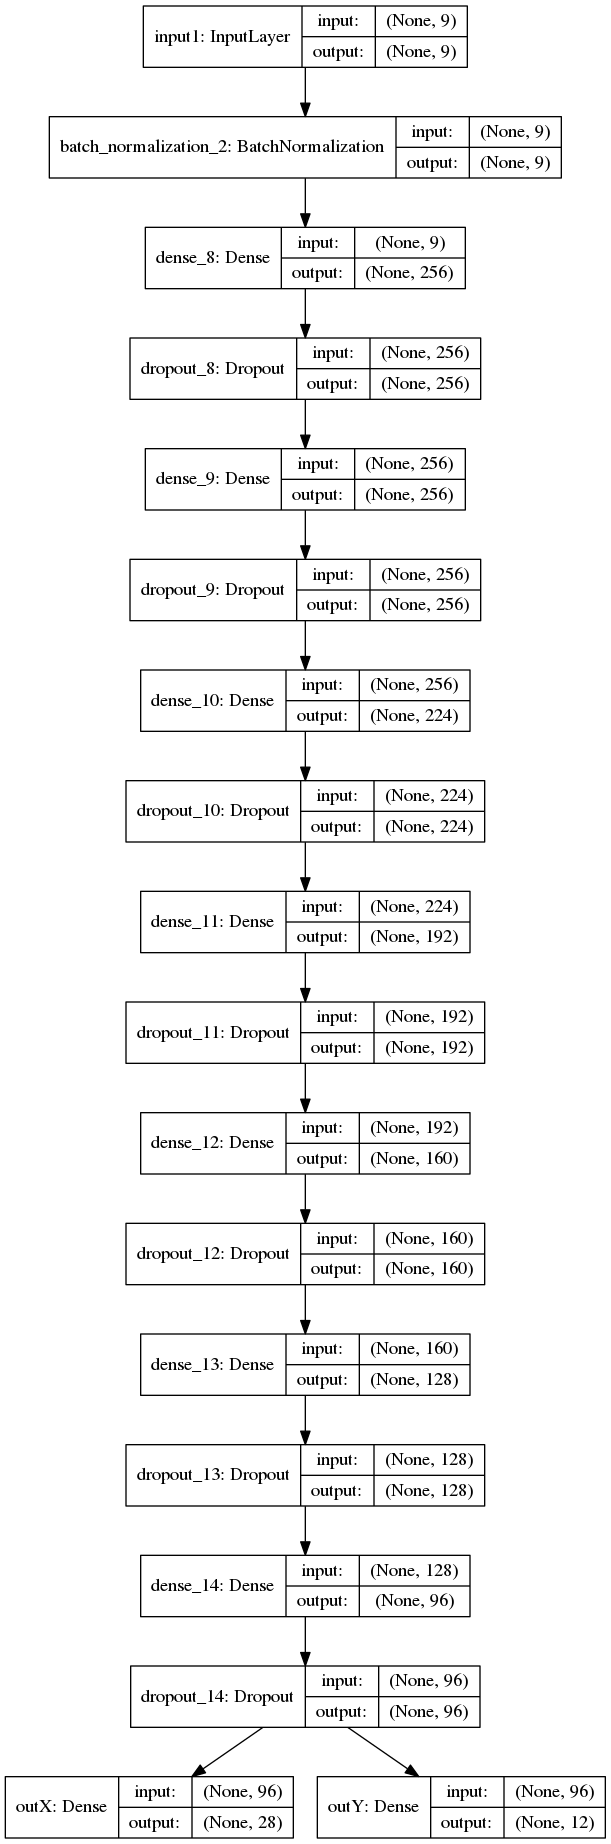 input1: InputLayer
input: (None, 9)
output: (None, 9)
batch_normalization_2: BatchNormalization
input: (None, 9)
output: (None, 9)
dense_8: Dense
input: (None, 9)
output: (None, 256)
dropout_8: Dropout
input: (None, 256)
output: (None, 256)
dense_9: Dense
input: (None, 256)
output: (None, 256)
dropout_9: Dropout
input: (None, 256)
output: (None, 256)
dense_10: Dense
input: (None, 256)
output: (None, 224)
dropout_10: Dropout
input: (None, 224)
output: (None, 224)
dense_11: Dense
input: (None, 224)
output: (None, 192)
dropout_11: Dropout
input: (None, 192)
output: (None, 192)
dense_12: Dense
input: (None, 192)
output: (None, 160)
dropout_12: Dropout
input: (None, 160)
output: (None, 160)
dense_13: Dense
input: (None, 160)
output: (None, 128)
dropout_13: Dropout
input: (None, 128)
output: (None, 128)
dense_14: Dense
input: (None, 128)
output: (None, 96)
dropout_14: Dropout
input: (None, 96)
output: (None, 96)
outX: Dense
input: (None, 96)
output: (None, 28)
outY: Dense
input: (None, 96)
output: (None, 12)